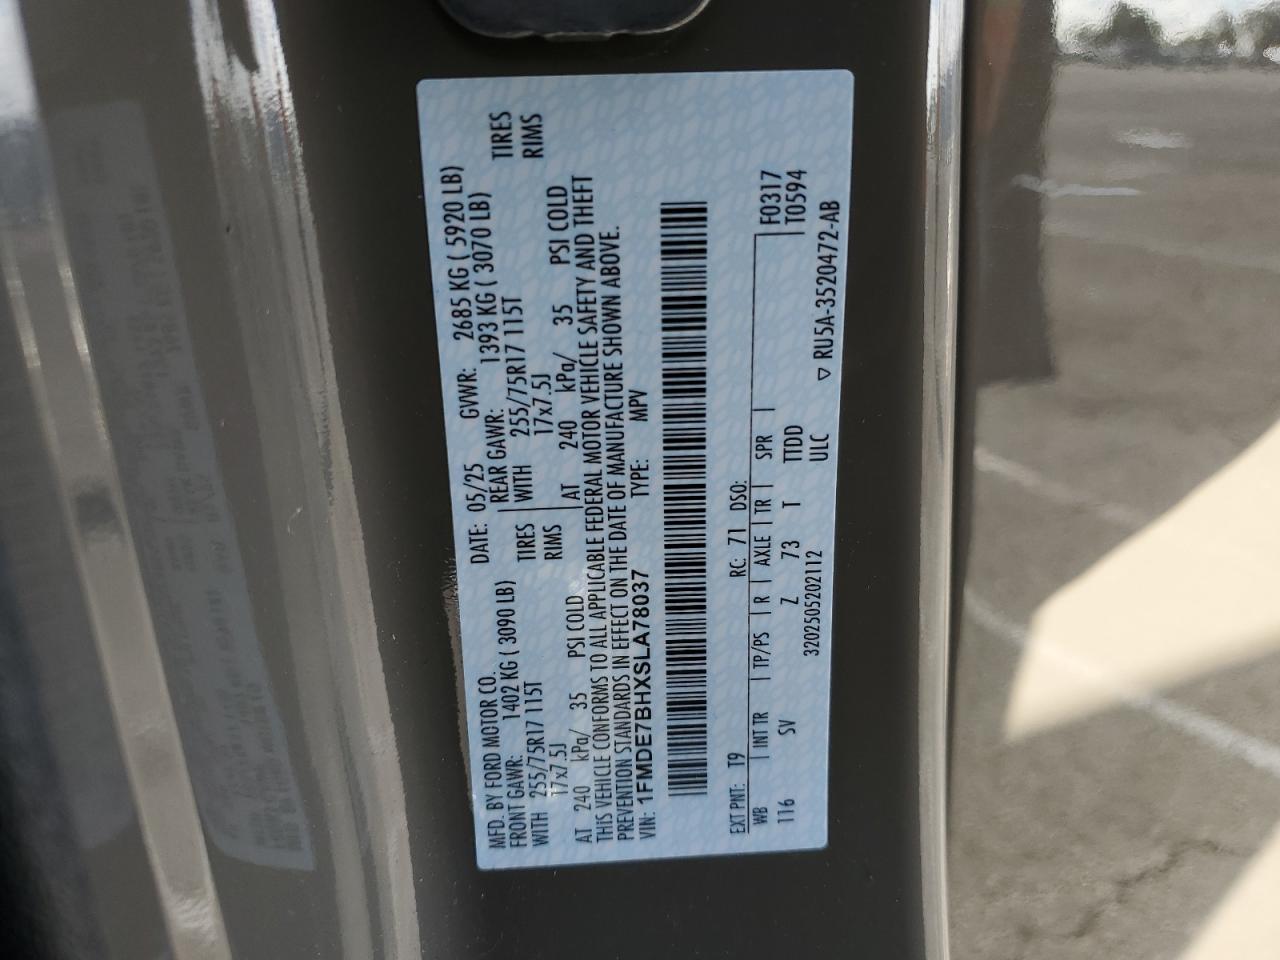 MFD. BY FORD MOTOR CO.
DATE: 05/25 GVWR: 2685 KG ( 5920 LB)
FRONT GAWR: 1402 KG ( 3090 LB) REAR GAWR: 1393 KG ( 3070 LB)
WITH 255/75R17 115T TIRES WITH 255/75R17 115T TIRES
17x7.5J RIMS 17x7.5J RIMS
AT 240 kPa/ 35 PSI COLD AT 240 kPa/ 35 PSI COLD
THIS VEHICLE CONFORMS TO ALL APPLICABLE FEDERAL MOTOR VEHICLE SAFETY AND THEFT
PREVENTION STANDARDS IN EFFECT ON THE DATE OF MANUFACTURE SHOWN ABOVE.
VIN: 1FMDE7BHXSLA78037 TYPE: MPV
EXT PNT: T9 RC: 71 DSO: F0317
WB INT TR TP/PS R AXLE TR SPR T0594
116 SV Z 73 T TTDD
3202505202112 ULC ▽ RU5A-3520472-AB